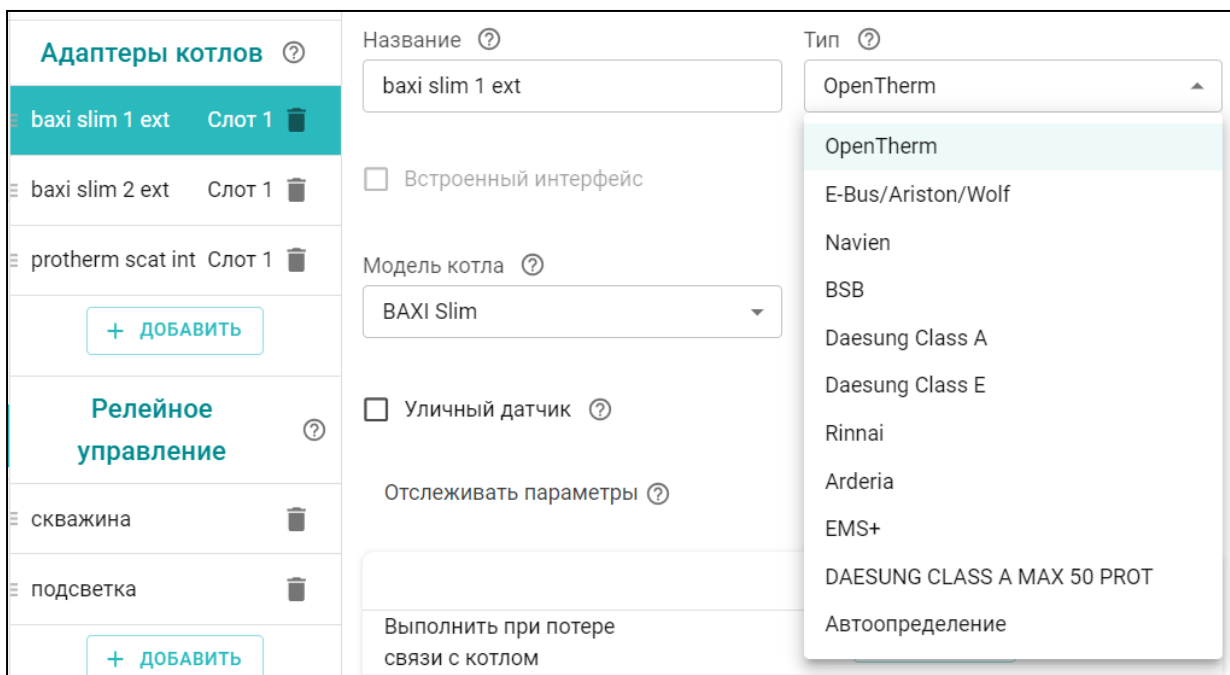 Адаптеры котлов
baxi slim 1 ext Слот 1
baxi slim 2 ext Слот 1
protherm scat int Слот 1
+ ДОБАВИТЬ
Релейное
управление
скважина
подсветка
+ ДОБАВИТЬ
Название
baxi slim 1 ext
Встроенный интерфейс
Модель котла
BAXI Slim
Уличный датчик
Отслеживать параметры
Выполнить при потере
связи с котлом
Тип
OpenTherm
OpenTherm
E-Bus/Ariston/Wolf
Navien
BSB
Daesung Class A
Daesung Class E
Rinnai
Arderia
EMS+
DAESUNG CLASS A MAX 50 PROT
Автоопределение